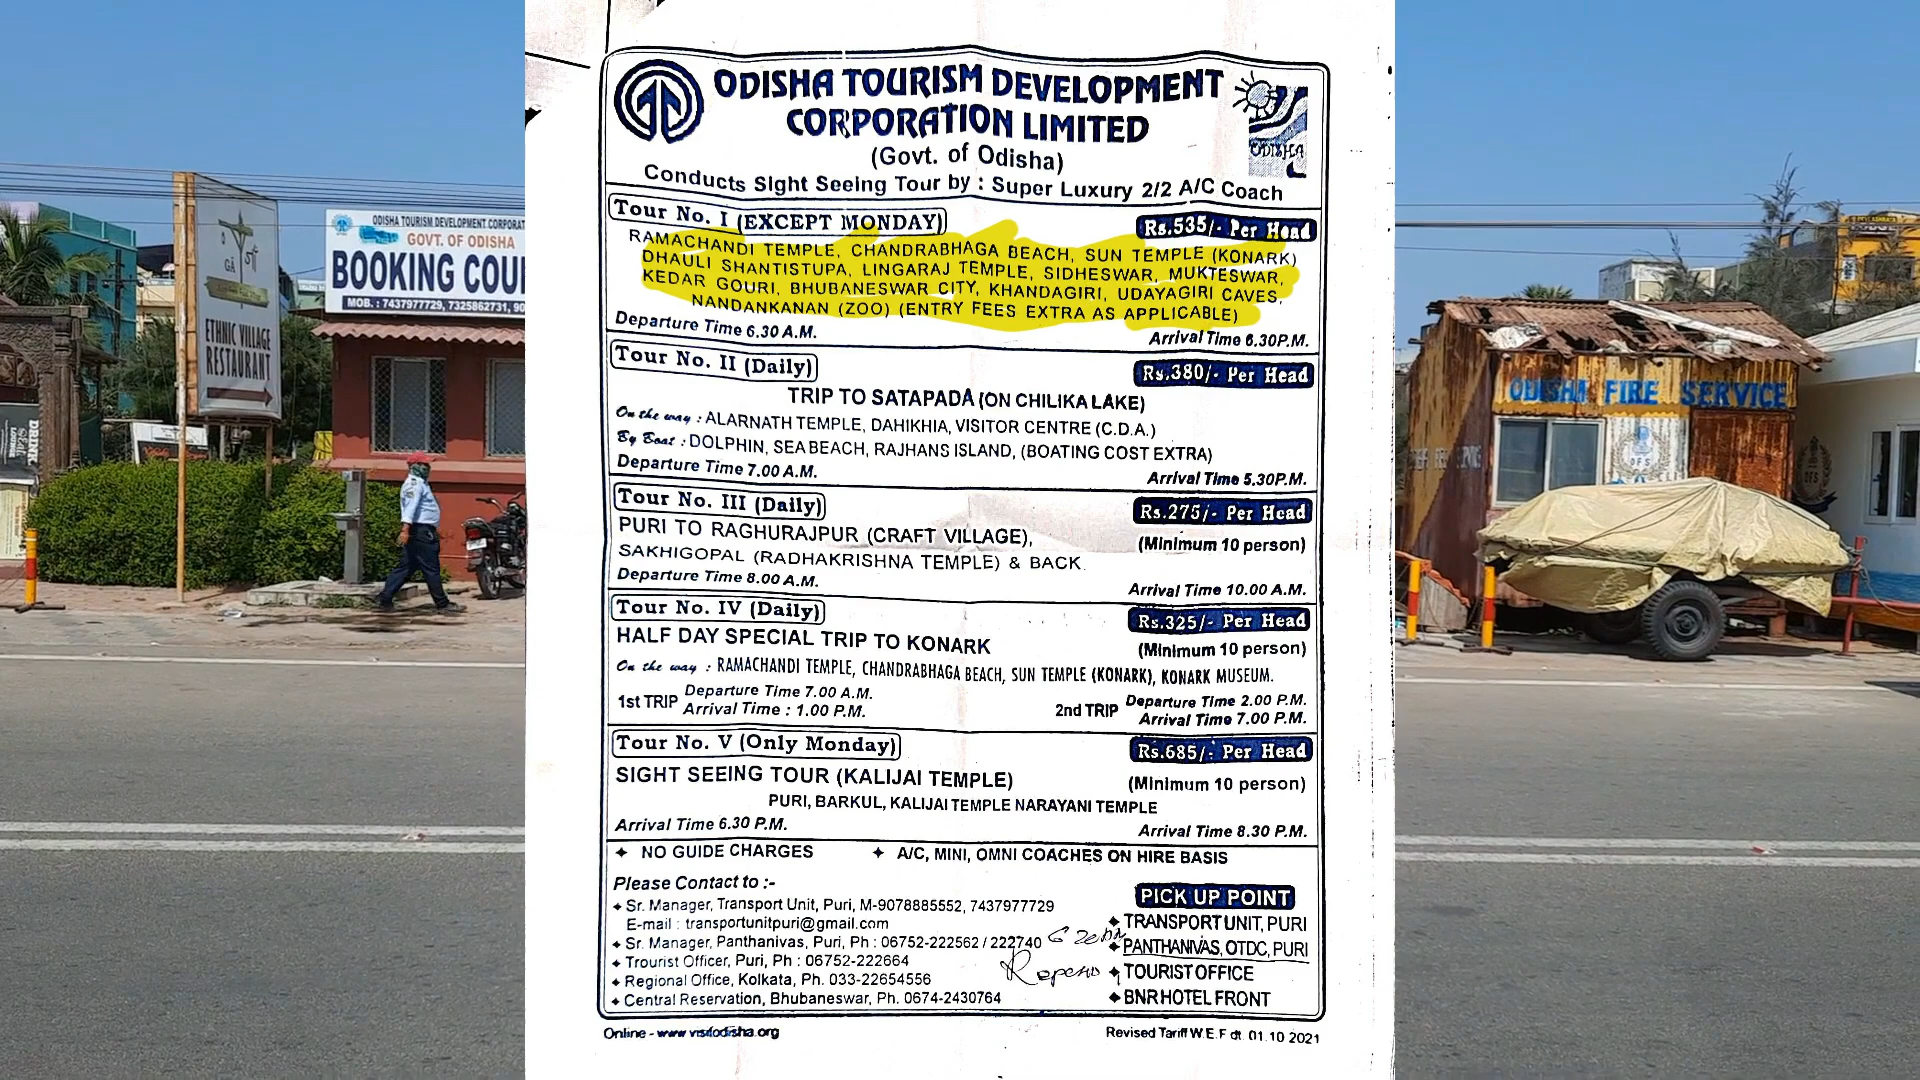 ODISHA TOURISM DEVELOPMENT
CORPORATION LIMITED
(Govt. of Odisha)
ODISHA
Conducts Sight Seeing Tour by : Super Luxury 2/2 A/C Coach
Tour No. I (EXCEPT MONDAY) Rs.535/- Per Head
RAMACHANDI TEMPLE, CHANDRABHAGA BEACH, SUN TEMPLE (KONARK)
DHAULI SHANTISTUPA, LINGARAJ TEMPLE, SIDHESWAR, MUKTESWAR,
KEDAR GOURI, BHUBANESWAR CITY, KHANDAGIRI, UDAYAGIRI CAVES,
NANDANKANAN (ZOO) (ENTRY FEES EXTRA AS APPLICABLE)
Departure Time 6.30 A.M. Arrival Time 6.30P.M.
Tour No. II (Daily) Rs.380/- Per Head
TRIP TO SATAPADA (ON CHILIKA LAKE)
On the way : ALARNATH TEMPLE, DAHIKHIA, VISITOR CENTRE (C.D.A.)
By Boat : DOLPHIN, SEA BEACH, RAJHANS ISLAND, (BOATING COST EXTRA)
Departure Time 7.00 A.M. Arrival Time 5.30P.M.
Tour No. III (Daily) Rs.275/- Per Head
PURI TO RAGHURAJPUR (CRAFT VILLAGE), (Minimum 10 person)
SAKHIGOPAL (RADHAKRISHNA TEMPLE) & BACK.
Departure Time 8.00 A.M. Arrival Time 10.00 A.M.
Tour No. IV (Daily) Rs.325/- Per Head
HALF DAY SPECIAL TRIP TO KONARK (Minimum 10 person)
On the way : RAMACHANDI TEMPLE, CHANDRABHAGA BEACH, SUN TEMPLE (KONARK), KONARK MUSEUM.
1st TRIP Departure Time 7.00 A.M. 2nd TRIP Departure Time 2.00 P.M.
Arrival Time : 1.00 P.M. Arrival Time 7.00 P.M.
Tour No. V (Only Monday) Rs.685/- Per Head
SIGHT SEEING TOUR (KALIJAI TEMPLE) (Minimum 10 person)
PURI, BARKUL, KALIJAI TEMPLE NARAYANI TEMPLE
Arrival Time 6.30 P.M. Arrival Time 8.30 P.M.
NO GUIDE CHARGES A/C, MINI, OMNI COACHES ON HIRE BASIS
Please Contact to :-
Sr. Manager, Transport Unit, Puri, M-9078885552, 7437977729
E-mail : transportunitpuri@gmail.com
Sr. Manager, Panthanivas, Puri, Ph : 06752-222562 / 222740
Trourist Officer, Puri, Ph : 06752-222664
Regional Office, Kolkata, Ph. 033-22654556
Central Reservation, Bhubaneswar, Ph. 0674-2430764
PICK UP POINT
TRANSPORT UNIT, PURI
PANTHANIVAS, OTDC, PURI
TOURIST OFFICE
BNR HOTEL FRONT
Online - www.visitodisha.org Revised Tariff W.E.F dt. 01.10.2021
ETHNIC VILLAGE
RESTAURANT
ODISHA TOURISM DEVELOPMENT CORPORAT
GOVT. OF ODISHA
BOOKING COU
MOB. : 7437977729, 7325862731, 90
ODISHA FIRE SERVICE